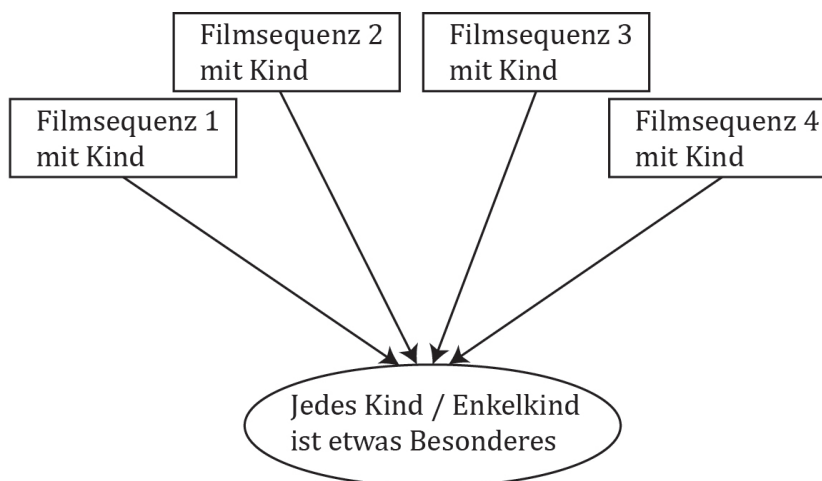 Filmsequenz 1
mit Kind
Filmsequenz 2
mit Kind
Filmsequenz 3
mit Kind
Filmsequenz 4
mit Kind
Jedes Kind / Enkelkind
ist etwas Besonderes